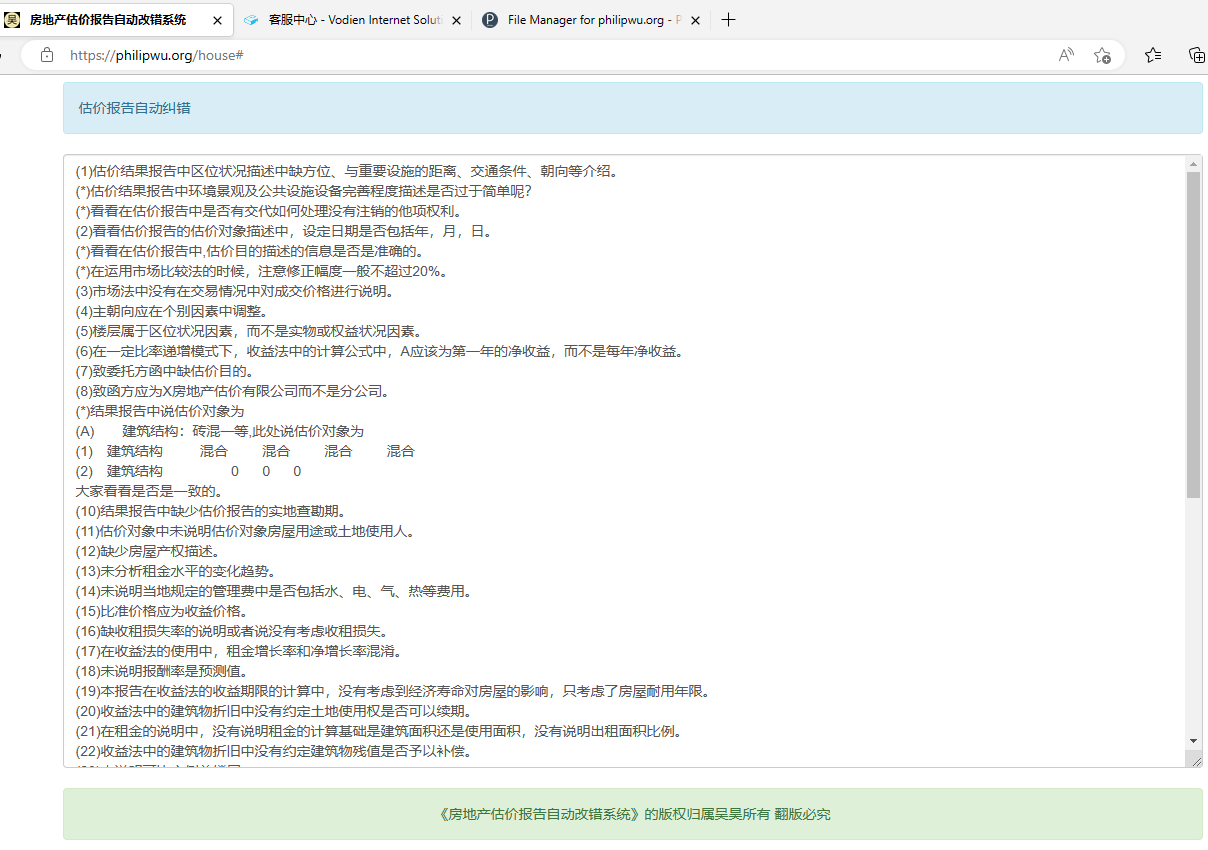 房地产估价报告自动改错系统
客服中心 - Vodien Internet Solut
File Manager for philipwu.org - P
https://philipwu.org/house#
估价报告自动纠错
(1)估价结果报告中区位状况描述中缺方位、与重要设施的距离、交通条件、朝向等介绍。
(*)估价结果报告中环境景观及公共设施设备完善程度描述是否过于简单呢?
(*)看看在估价报告中是否有交代如何处理没有注销的他项权利。
(2)看看估价报告的估价对象描述中，设定日期是否包括年，月，日。
(*)看看在估价报告中,估价目的描述的信息是否是准确的。
(*)在运用市场比较法的时候，注意修正幅度一般不超过20%。
(3)市场法中没有在交易情况中对成交价格进行说明。
(4)主朝向应在个别因素中调整。
(5)楼层属于区位状况因素，而不是实物或权益状况因素。
(6)在一定比率递增模式下，收益法中的计算公式中，A应该为第一年的净收益，而不是每年净收益。
(7)致委托方函中缺估价目的。
(8)致函方应为X房地产估价有限公司而不是分公司。
(*)结果报告中说估价对象为
(A) 建筑结构：砖混一等,此处说估价对象为
(1) 建筑结构 混合 混合 混合 混合
(2) 建筑结构 0 0 0
大家看看是否是一致的。
(10)结果报告中缺少估价报告的实地查勘期。
(11)估价对象中未说明估价对象房屋用途或土地使用人。
(12)缺少房屋产权描述。
(13)未分析租金水平的变化趋势。
(14)未说明当地规定的管理费中是否包括水、电、气、热等费用。
(15)比准价格应为收益价格。
(16)缺收租损失率的说明或者说没有考虑收租损失。
(17)在收益法的使用中，租金增长率和净增长率混淆。
(18)未说明报酬率是预测值。
(19)本报告在收益法的收益期限的计算中，没有考虑到经济寿命对房屋的影响，只考虑了房屋耐用年限。
(20)收益法中的建筑物折旧中没有约定土地使用权是否可以续期。
(21)在租金的说明中，没有说明租金的计算基础是建筑面积还是使用面积，没有说明出租面积比例。
(22)收益法中的建筑物折旧中没有约定建筑物残值是否予以补偿。
《房地产估价报告自动改错系统》的版权归属吴昊所有 翻版必究